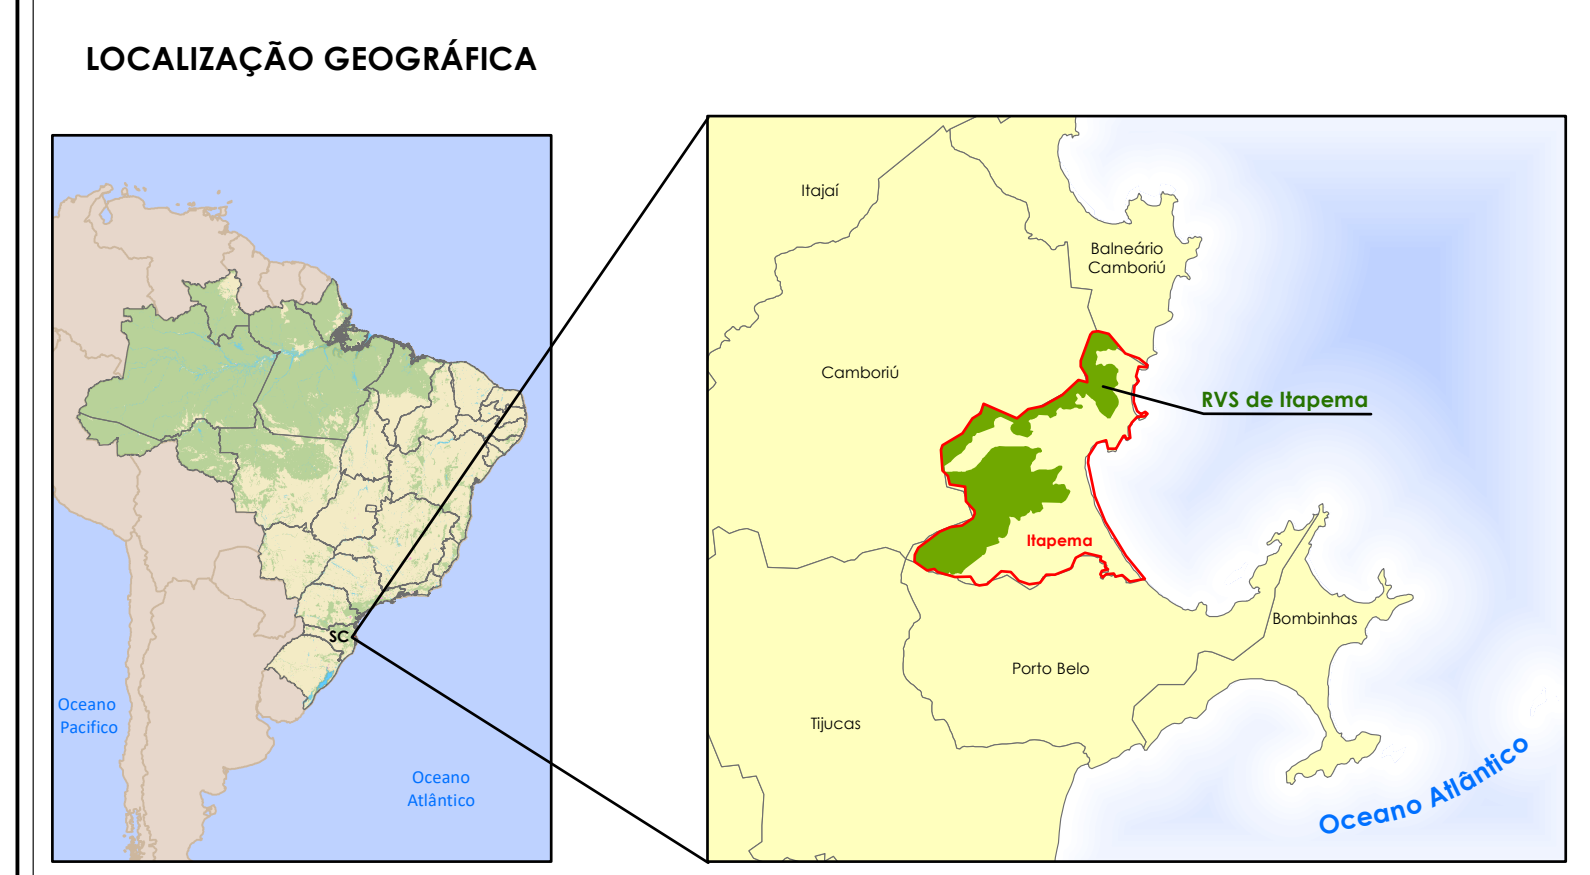 LOCALIZAÇÃO GEOGRÁFICA
SC
Oceano
Pacifico
Oceano
Atlântico
Itajaí
Balneário
Camboriú
Camboriú
RVS de Itapema
Itapema
Bombinhas
Porto Belo
Tijucas
Oceano Atlântico